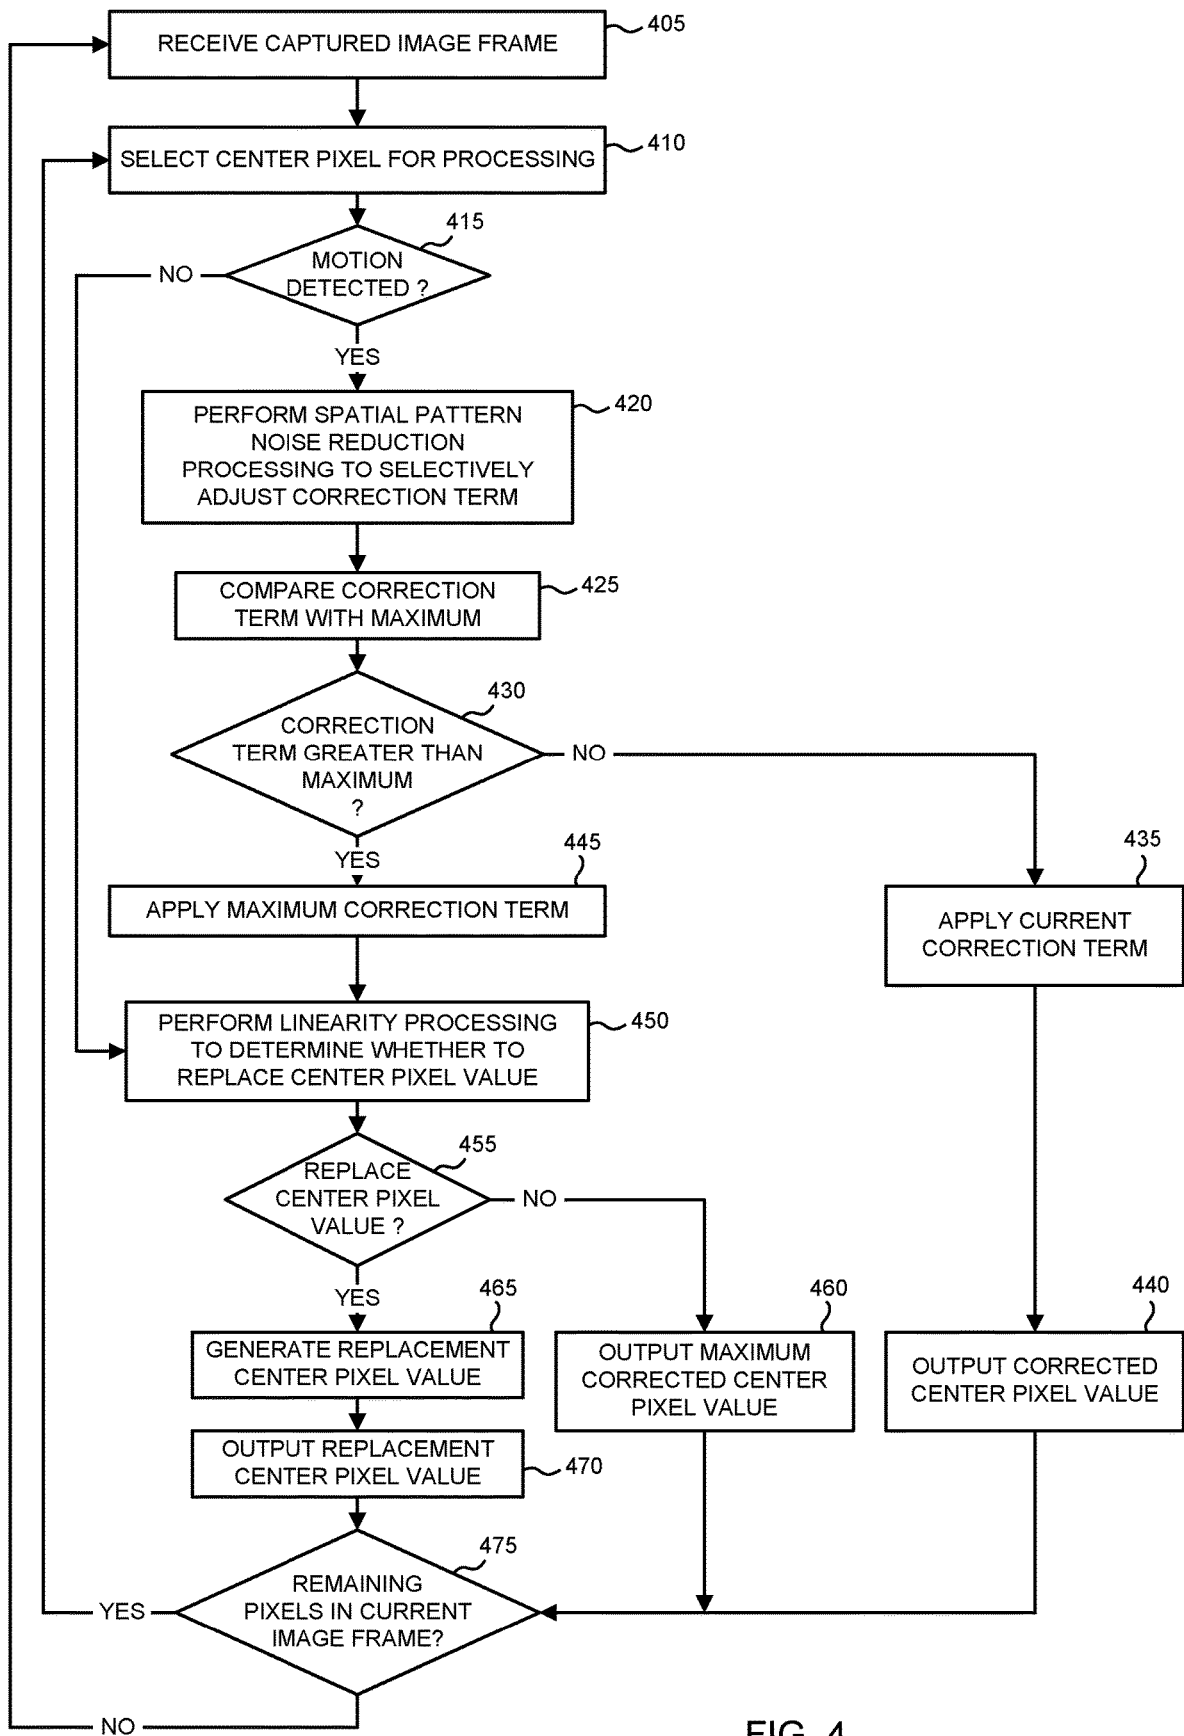 RECEIVE CAPTURED IMAGE FRAME
405
SELECT CENTER PIXEL FOR PROCESSING
410
415
MOTION
DETECTED ?
NO
YES
420
PERFORM SPATIAL PATTERN
NOISE REDUCTION
PROCESSING TO SELECTIVELY
ADJUST CORRECTION TERM
COMPARE CORRECTION
TERM WITH MAXIMUM
425
430
CORRECTION
TERM GREATER THAN
MAXIMUM
?
NO
YES
445
APPLY MAXIMUM CORRECTION TERM
435
APPLY CURRENT
CORRECTION TERM
PERFORM LINEARITY PROCESSING
TO DETERMINE WHETHER TO
REPLACE CENTER PIXEL VALUE
450
455
REPLACE
CENTER PIXEL
VALUE ?
NO
YES
465
GENERATE REPLACEMENT
CENTER PIXEL VALUE
460
OUTPUT MAXIMUM
CORRECTED CENTER
PIXEL VALUE
440
OUTPUT CORRECTED
CENTER PIXEL VALUE
OUTPUT REPLACEMENT
CENTER PIXEL VALUE
470
475
REMAINING
PIXELS IN CURRENT
IMAGE FRAME?
YES
NO
FIG. 4